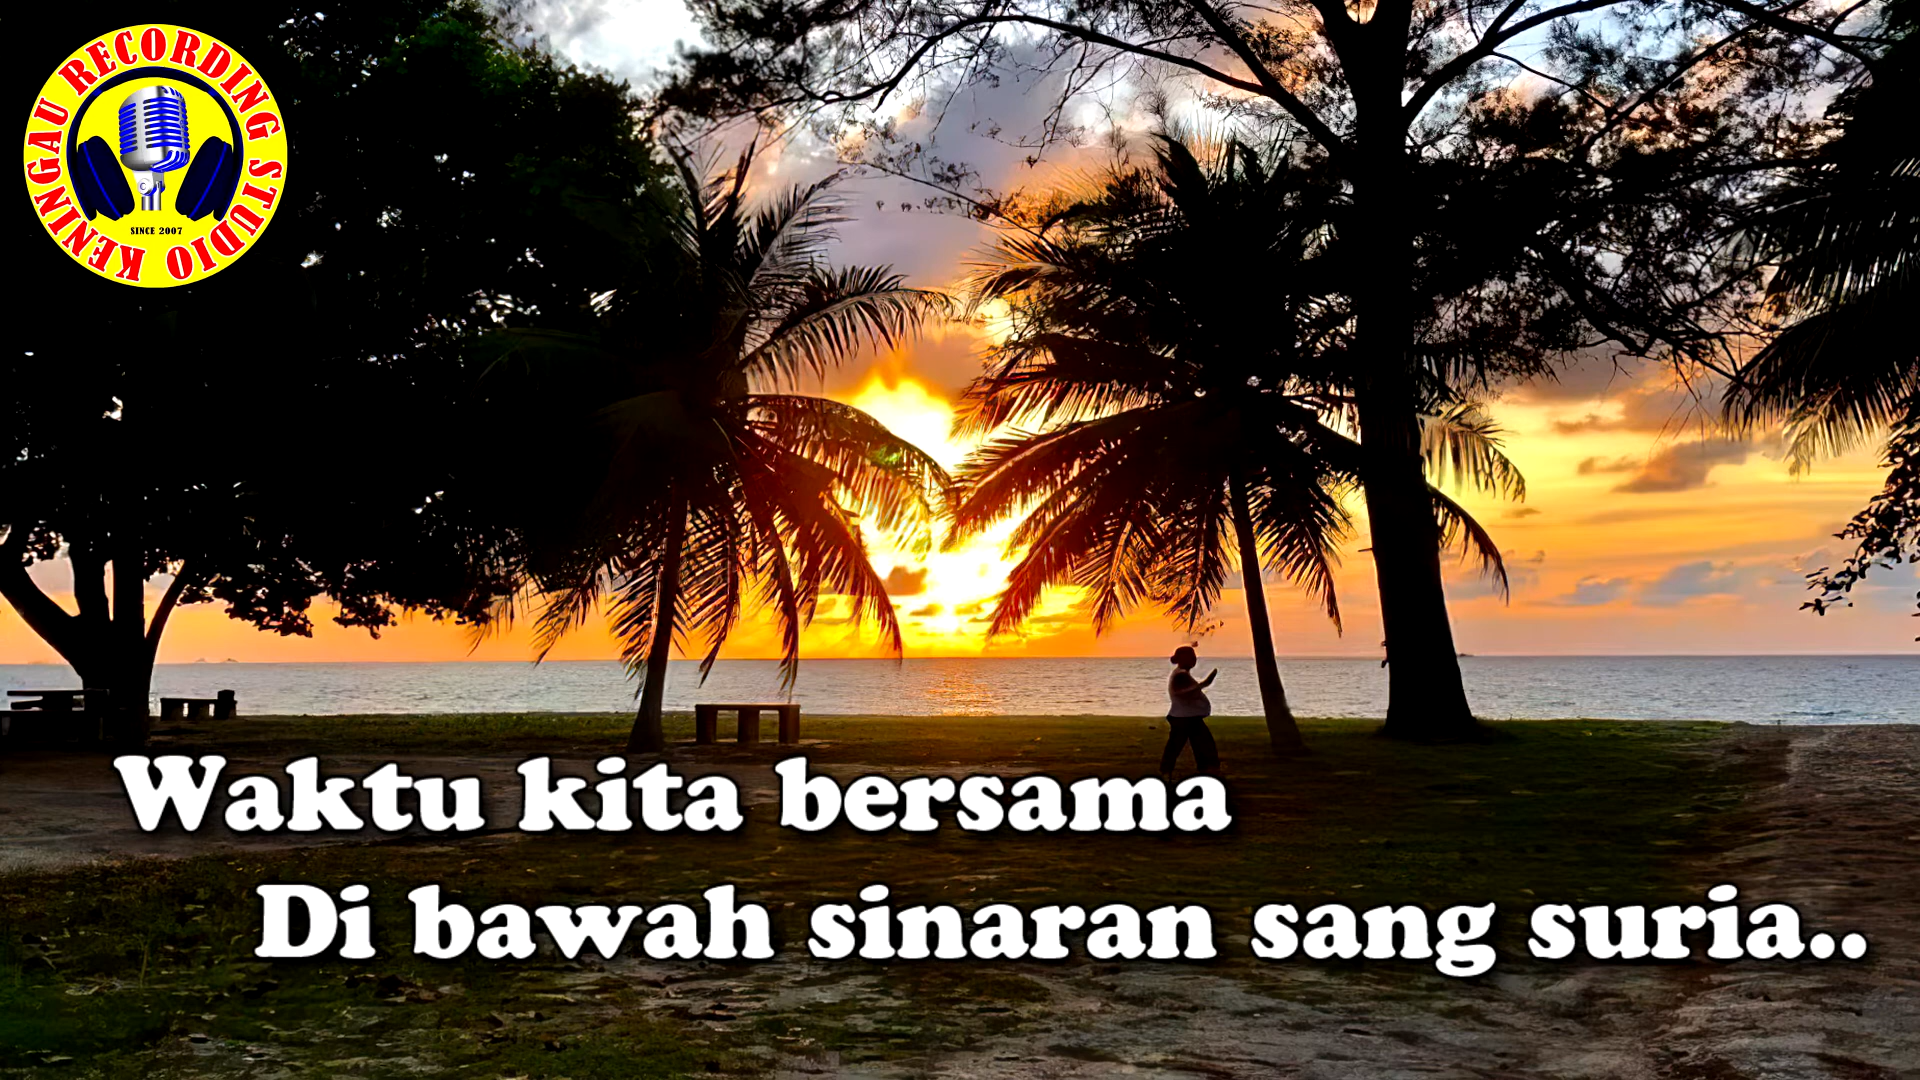 KENINGAU RECORDING STUDIO
SINCE 2007
Waktu kita bersama
Di bawah sinaran sang suria..